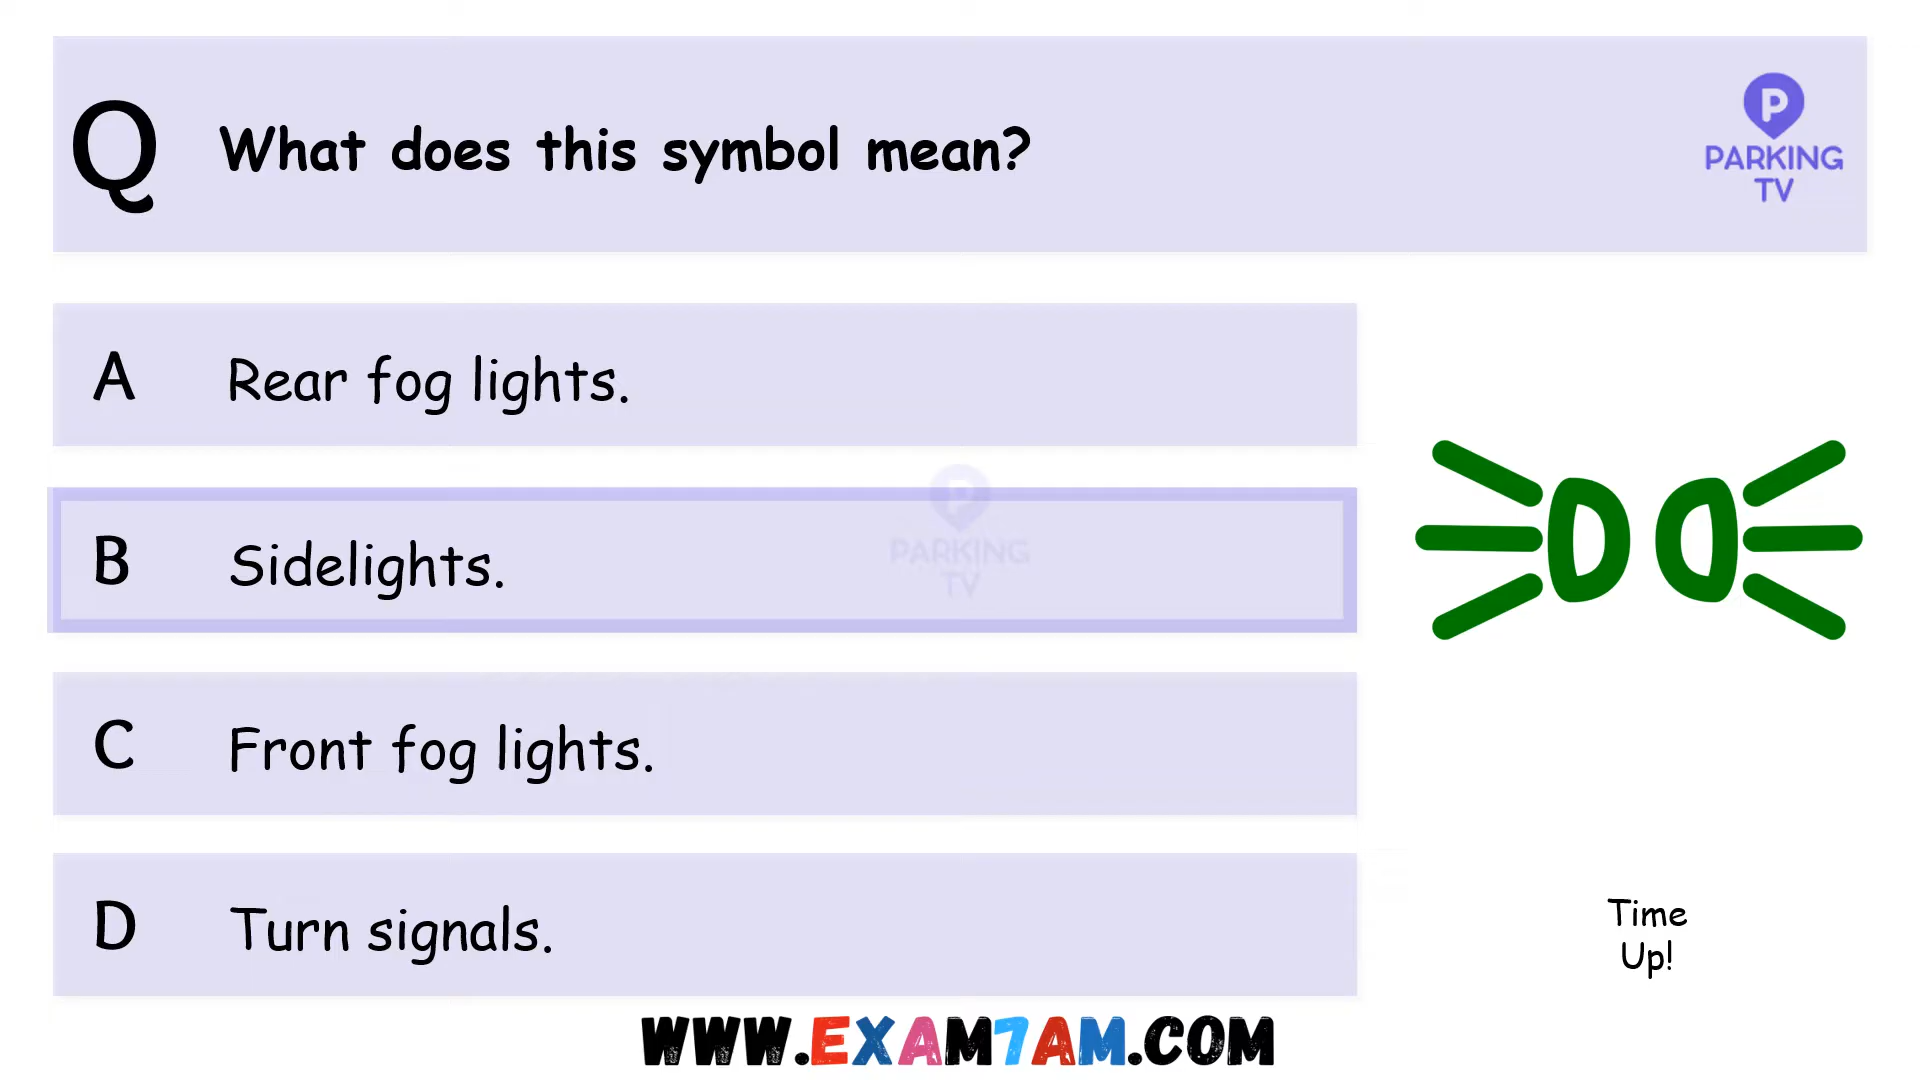 Q What does this symbol mean?
P
PARKING
TV
A Rear fog lights.
B Sidelights.
P
PARKING
TV
C Front fog lights.
D Turn signals.
Time
Up!
WWW.EXAM7AM.COM